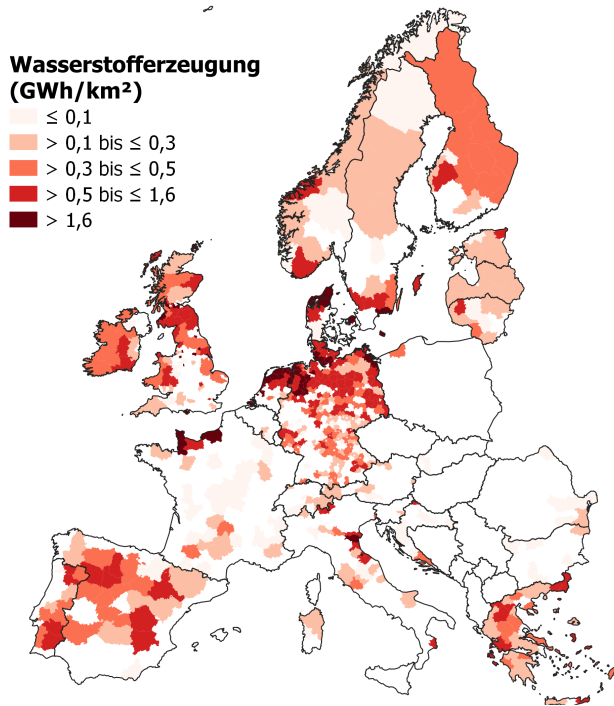 Wasserstofferzeugung
(GWh/km²)
≤ 0,1
> 0,1 bis ≤ 0,3
> 0,3 bis ≤ 0,5
> 0,5 bis ≤ 1,6
> 1,6